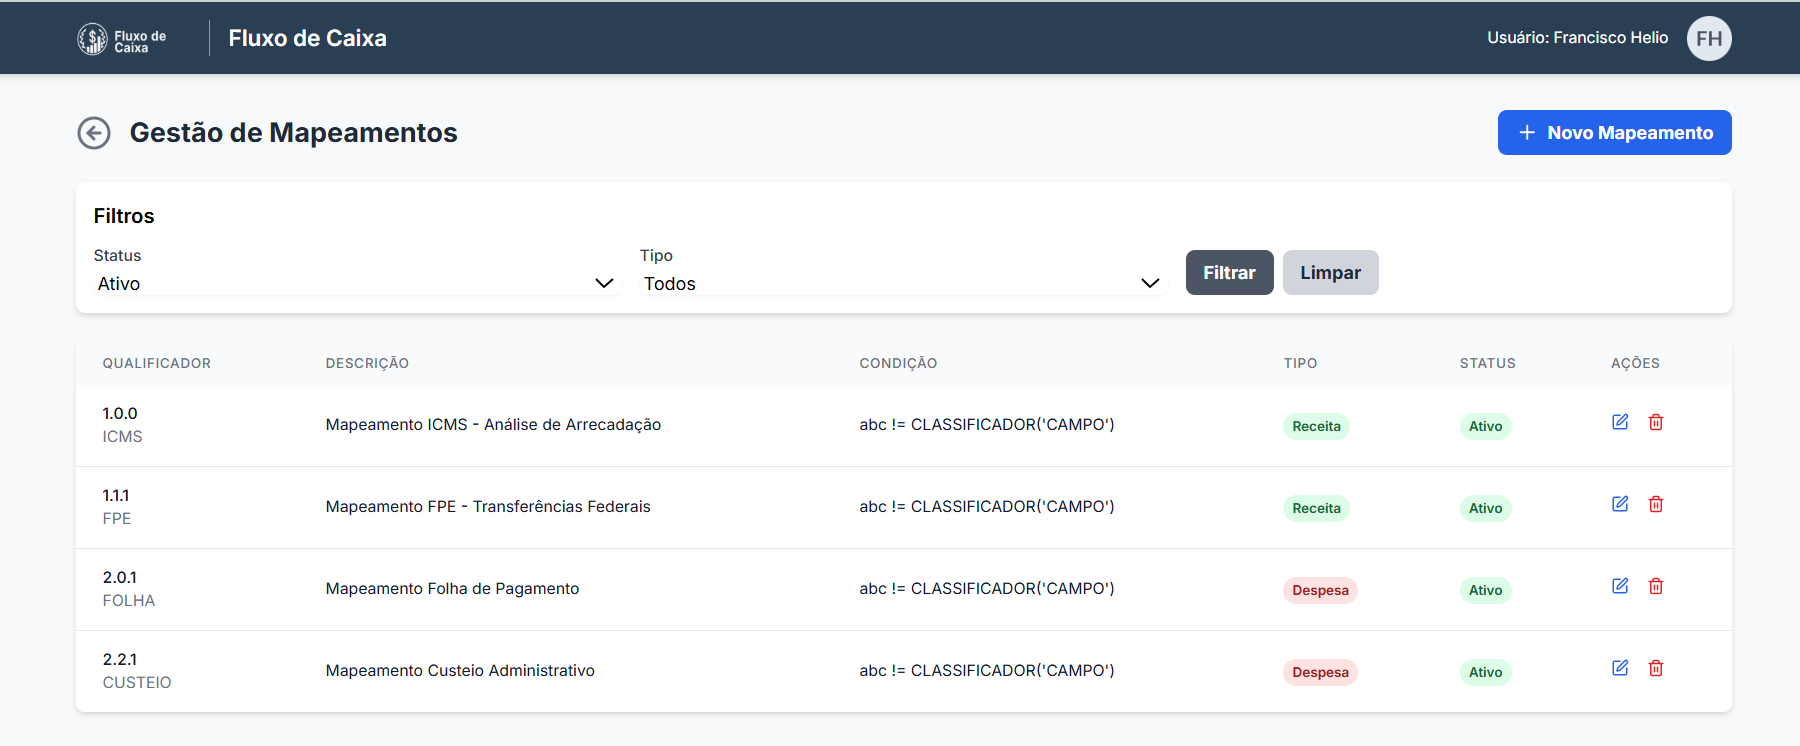 Fluxo de
Caixa
Fluxo de Caixa
Usuário: Francisco Helio
FH
Gestão de Mapeamentos
+ Novo Mapeamento
Filtros
Status
Tipo
Ativo
Todos
Filtrar
Limpar
QUALIFICADOR DESCRIÇÃO CONDIÇÃO TIPO STATUS AÇÕES
1.0.0
ICMS
Mapeamento ICMS - Análise de Arrecadação
abc != CLASSIFICADOR('CAMPO')
Receita
Ativo
1.1.1
FPE
Mapeamento FPE - Transferências Federais
abc != CLASSIFICADOR('CAMPO')
Receita
Ativo
2.0.1
FOLHA
Mapeamento Folha de Pagamento
abc != CLASSIFICADOR('CAMPO')
Despesa
Ativo
2.2.1
CUSTEIO
Mapeamento Custeio Administrativo
abc != CLASSIFICADOR('CAMPO')
Despesa
Ativo